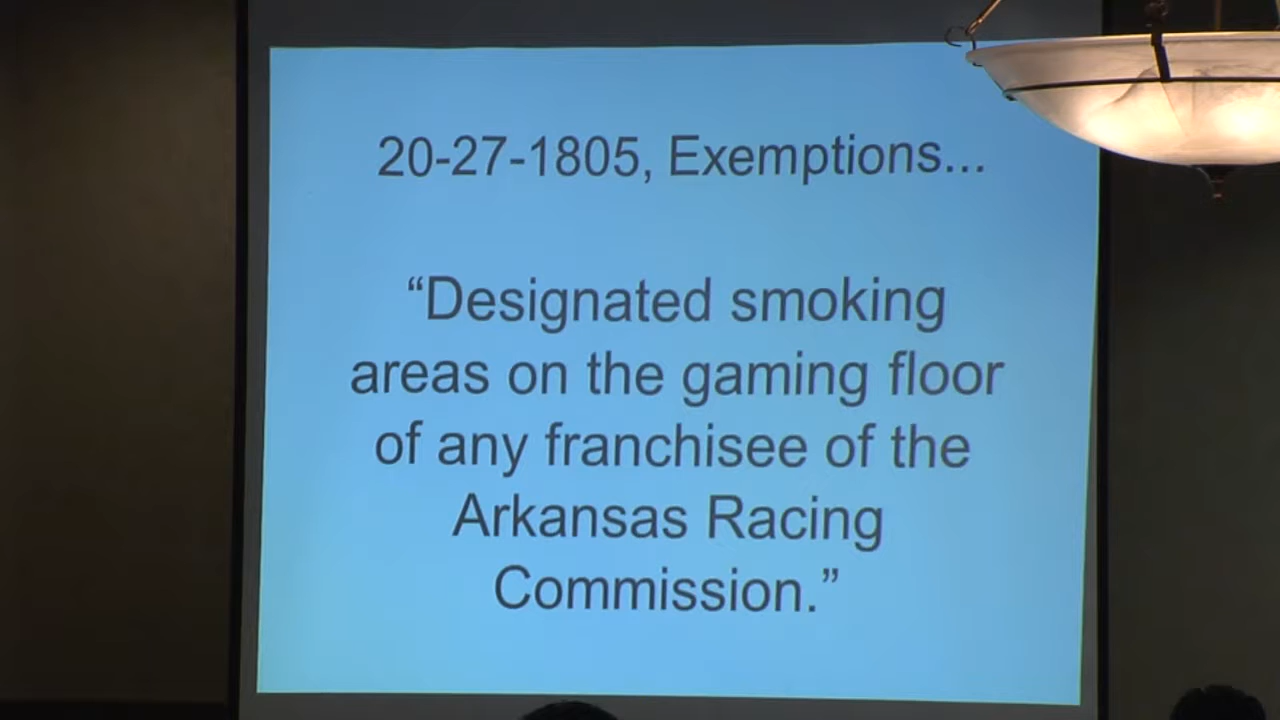 20-27-1805, Exemptions...
“Designated smoking
areas on the gaming floor
of any franchisee of the
Arkansas Racing
Commission.”